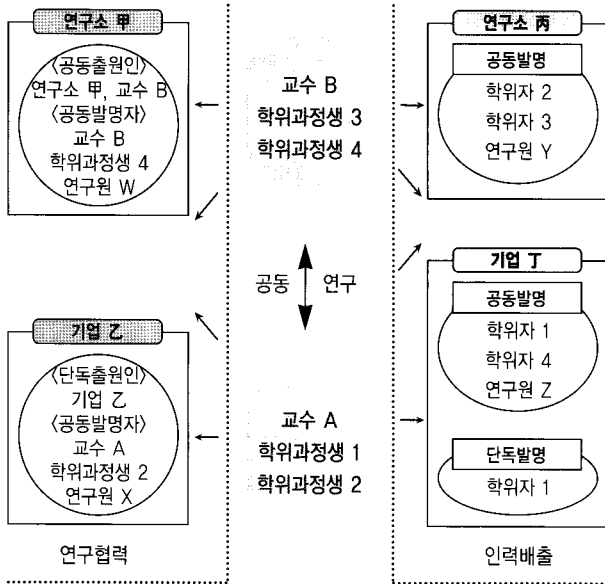 연구소 甲
〈공동출원인〉
연구소 甲, 교수 B
〈공동발명자〉
교수 B
학위과정생 4
연구원 W
기업 乙
〈단독출원인〉
기업 乙
〈공동발명자〉
교수 A
학위과정생 2
연구원 X
연구협력
교수 B
학위과정생 3
학위과정생 4
공동 연구
교수 A
학위과정생 1
학위과정생 2
연구소 丙
공동발명
학위자 2
학위자 3
연구원 Y
기업 丁
공동발명
학위자 1
학위자 4
연구원 Z
단독발명
학위자 1
인력배출